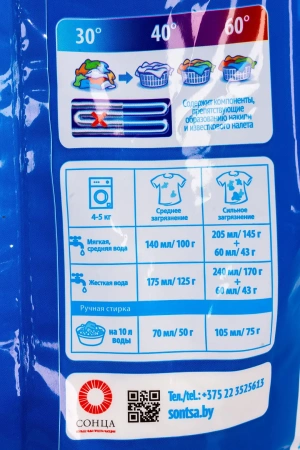 30° 40° 60°
Содержит компоненты,
препятствующие
образованию накипи
и известкового налета
4-5 кг
Среднее
загрязнение
Сильное
загрязнение
Мягкая,
средняя вода
140 мл/ 100 г
205 мл/ 145 г
+
60 мл/ 43 г
Жесткая вода
175 мл/ 125 г
240 мл/ 170 г
+
60 мл/ 43 г
Ручная стирка
на 10 л
воды
70 мл/ 50 г
105 мл/ 75 г
СОНЦА
Тел./tel.: +375 22 3525613
sontsa.by